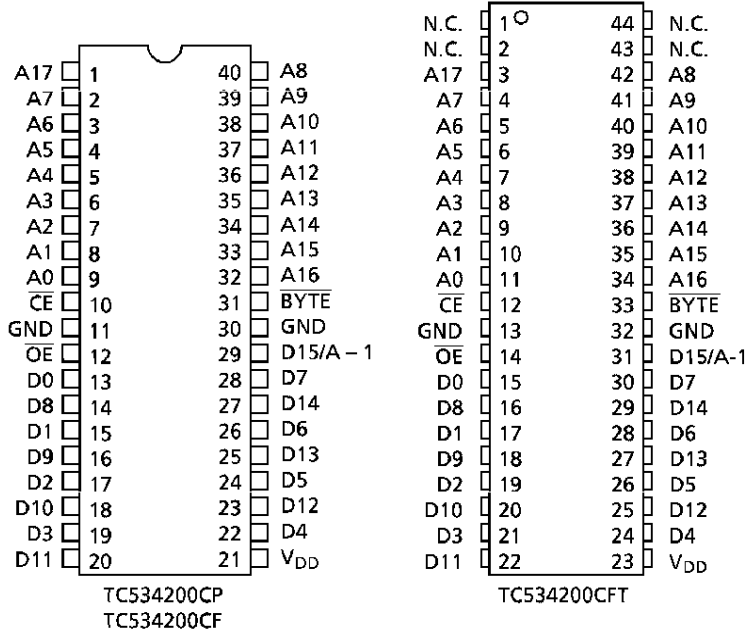 A17 1 40 A8
A7 2 39 A9
A6 3 38 A10
A5 4 37 A11
A4 5 36 A12
A3 6 35 A13
A2 7 34 A14
A1 8 33 A15
A0 9 32 A16
C̅E̅ 10 31 B̅Y̅T̅E̅
GND 11 30 GND
O̅E̅ 12 29 D15/A – 1
D0 13 28 D7
D8 14 27 D14
D1 15 26 D6
D9 16 25 D13
D2 17 24 D5
D10 18 23 D12
D3 19 22 D4
D11 20 21 VDD
TC534200CP
TC534200CF
N.C. 1 44 N.C.
N.C. 2 43 N.C.
A17 3 42 A8
A7 4 41 A9
A6 5 40 A10
A5 6 39 A11
A4 7 38 A12
A3 8 37 A13
A2 9 36 A14
A1 10 35 A15
A0 11 34 A16
C̅E̅ 12 33 B̅Y̅T̅E̅
GND 13 32 GND
O̅E̅ 14 31 D15/A-1
D0 15 30 D7
D8 16 29 D14
D1 17 28 D6
D9 18 27 D13
D2 19 26 D5
D10 20 25 D12
D3 21 24 D4
D11 22 23 VDD
TC534200CFT